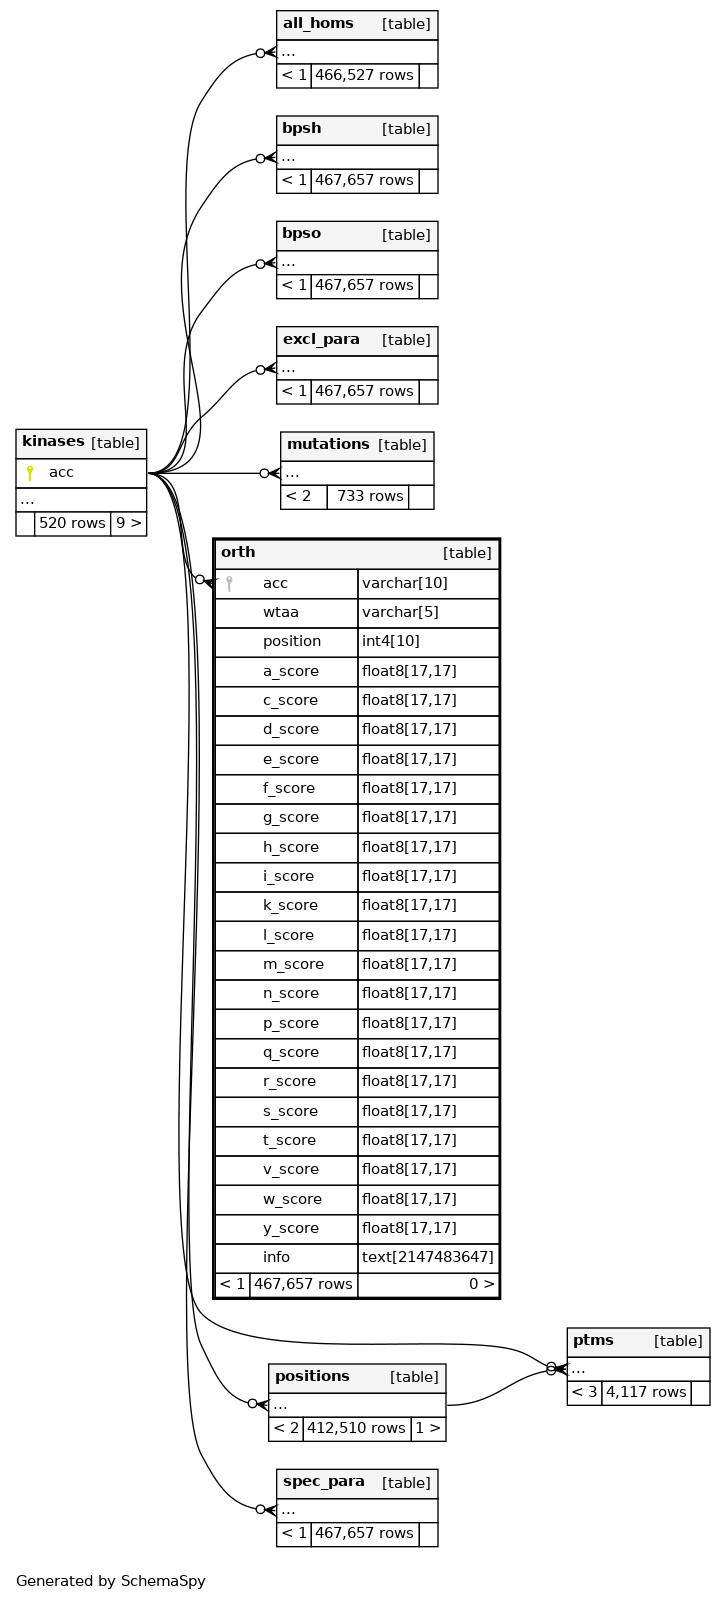 all_homs [table]
...
< 1 466,527 rows
bpsh [table]
...
< 1 467,657 rows
bpso [table]
...
< 1 467,657 rows
excl_para [table]
...
< 1 467,657 rows
kinases [table]
acc
...
520 rows 9 >
mutations [table]
...
< 2 733 rows
orth [table]
acc varchar[10]
wtaa varchar[5]
position int4[10]
a_score float8[17,17]
c_score float8[17,17]
d_score float8[17,17]
e_score float8[17,17]
f_score float8[17,17]
g_score float8[17,17]
h_score float8[17,17]
i_score float8[17,17]
k_score float8[17,17]
l_score float8[17,17]
m_score float8[17,17]
n_score float8[17,17]
p_score float8[17,17]
q_score float8[17,17]
r_score float8[17,17]
s_score float8[17,17]
t_score float8[17,17]
v_score float8[17,17]
w_score float8[17,17]
y_score float8[17,17]
info text[2147483647]
< 1 467,657 rows 0 >
ptms [table]
...
< 3 4,117 rows
positions [table]
...
< 2 412,510 rows 1 >
spec_para [table]
...
< 1 467,657 rows
Generated by SchemaSpy